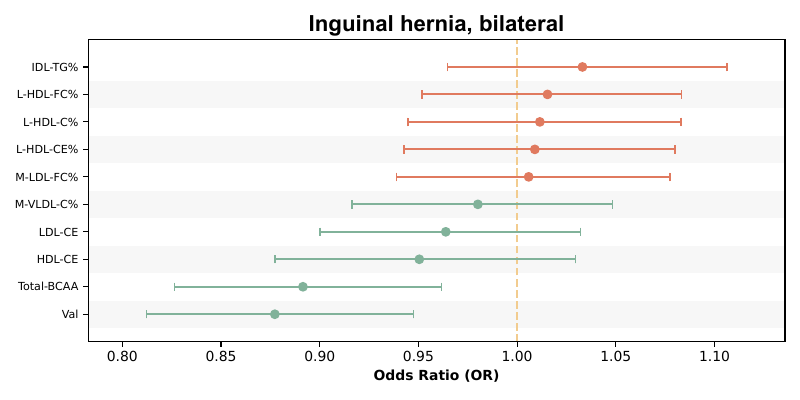 Inguinal hernia, bilateral
IDL-TG%
L-HDL-FC%
L-HDL-C%
L-HDL-CE%
M-LDL-FC%
M-VLDL-C%
LDL-CE
HDL-CE
Total-BCAA
Val
0.80 0.85 0.90 0.95 1.00 1.05 1.10
Odds Ratio (OR)